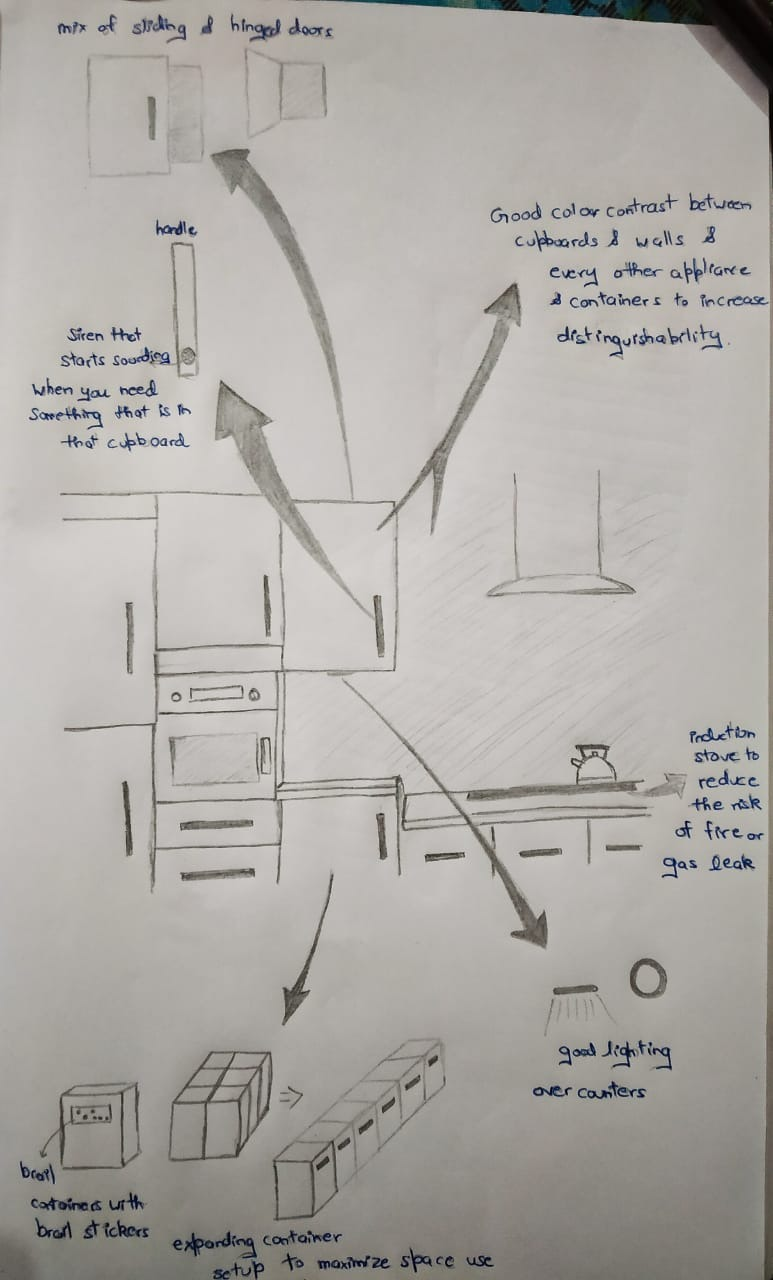 mix of sliding & hinged doors
handle
Siren that
starts sounding
when you need
something that is in
that cupboard
Good color contrast between
cupboards & walls &
every other appliance
& containers to increase
distinguishability.
induction
stove to
reduce
the risk
of fire or
gas leak
good lighting
over counters
brail
containers with
brail stickers
expanding container
setup to maximize space use